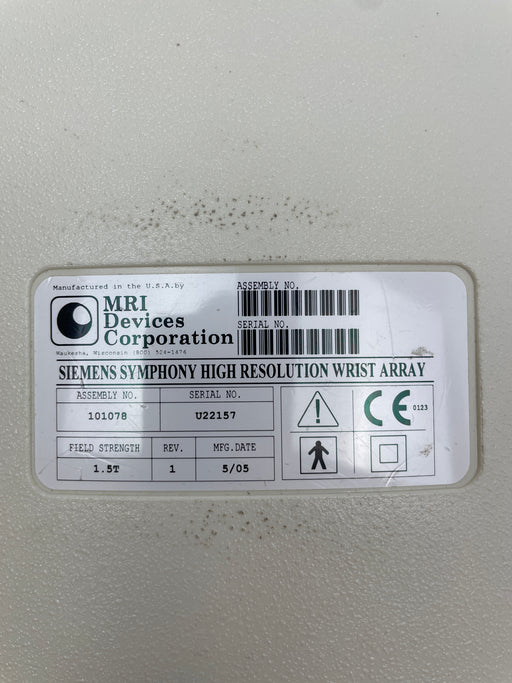 Manufactured in the U.S.A. by
MRI
Devices
Corporation
Waukesha, Wisconsin (800) 524-1476
ASSEMBLY NO.
SERIAL NO.
SIEMENS SYMPHONY HIGH RESOLUTION WRIST ARRAY
ASSEMBLY NO. SERIAL NO.
101078 U22157
FIELD STRENGTH REV. MFG.DATE
1.5T 1 5/05
CE 0123